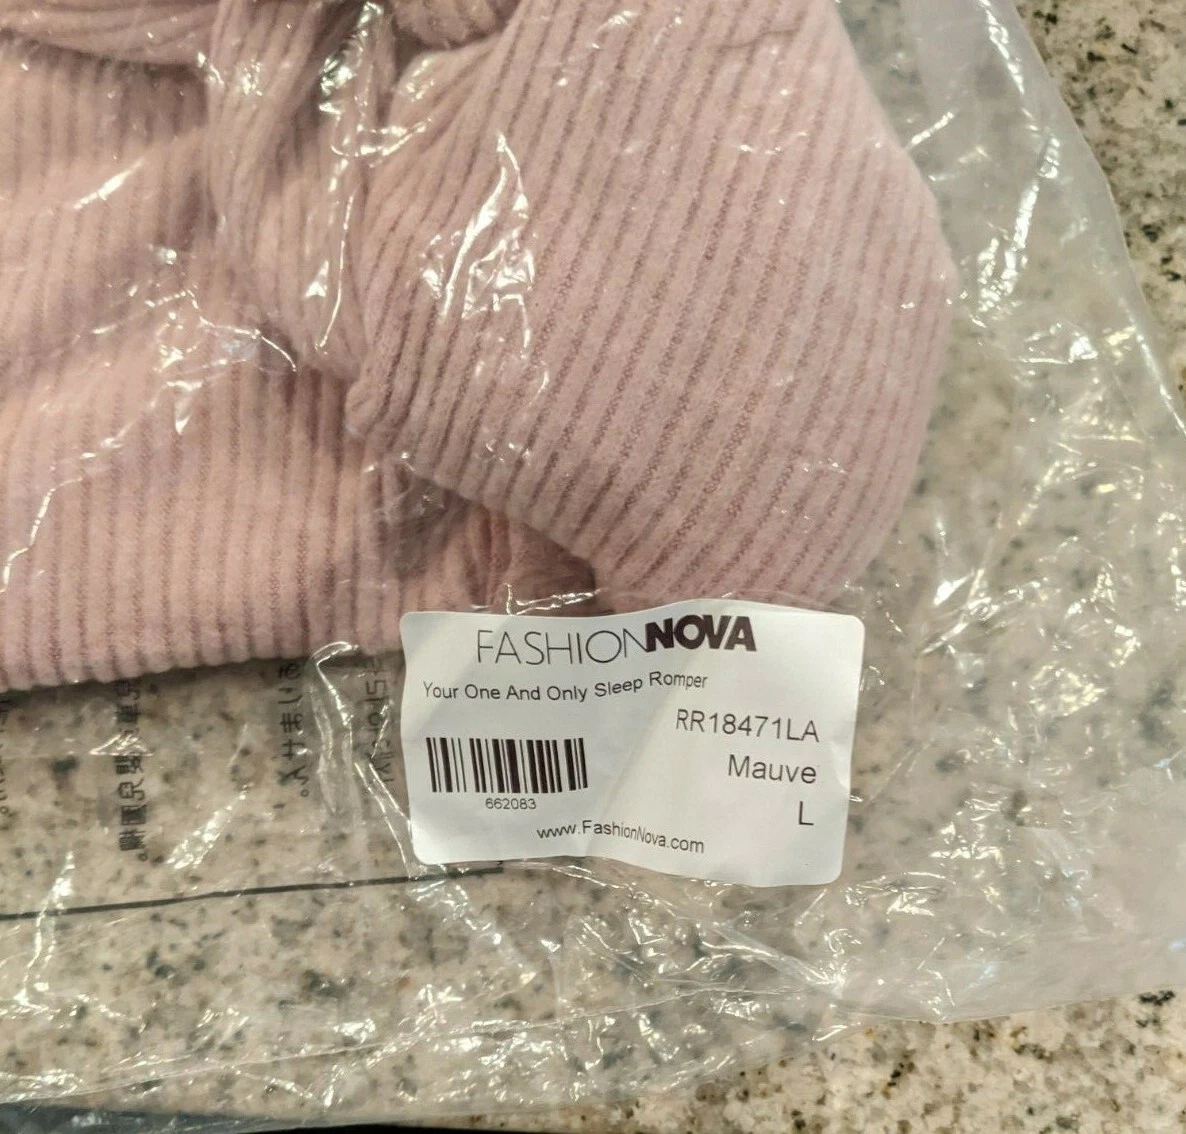 FASHIONNOVA
Your One And Only Sleep Romper
RR18471LA
Mauve
662083
L
www.FashionNova.com